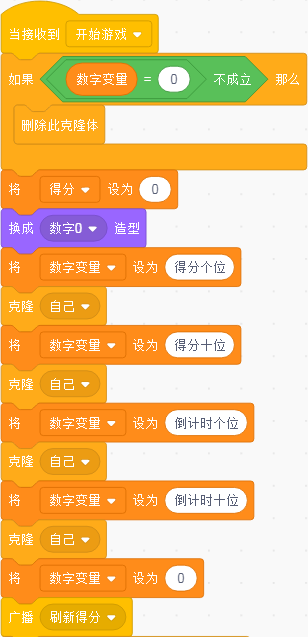 当接收到 开始游戏
如果 数字变量 = 0 不成立 那么
删除此克隆体
将 得分 设为 0
换成 数字0 造型
将 数字变量 设为 得分个位
克隆 自己
将 数字变量 设为 得分十位
克隆 自己
将 数字变量 设为 倒计时个位
克隆 自己
将 数字变量 设为 倒计时十位
克隆 自己
将 数字变量 设为 0
广播 刷新得分